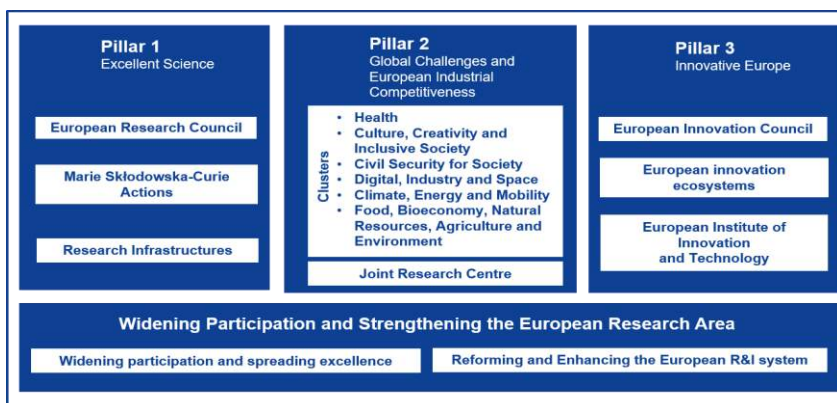 Pillar 1
Excellent Science
European Research Council
Marie Skłodowska-Curie
Actions
Research Infrastructures
Pillar 2
Global Challenges and
European Industrial
Competitiveness
Clusters
• Health
• Culture, Creativity and
Inclusive Society
• Civil Security for Society
• Digital, Industry and Space
• Climate, Energy and Mobility
• Food, Bioeconomy, Natural
Resources, Agriculture and
Environment
Joint Research Centre
Pillar 3
Innovative Europe
European Innovation Council
European innovation
ecosystems
European Institute of
Innovation
and Technology
Widening Participation and Strengthening the European Research Area
Widening participation and spreading excellence
Reforming and Enhancing the European R&I system